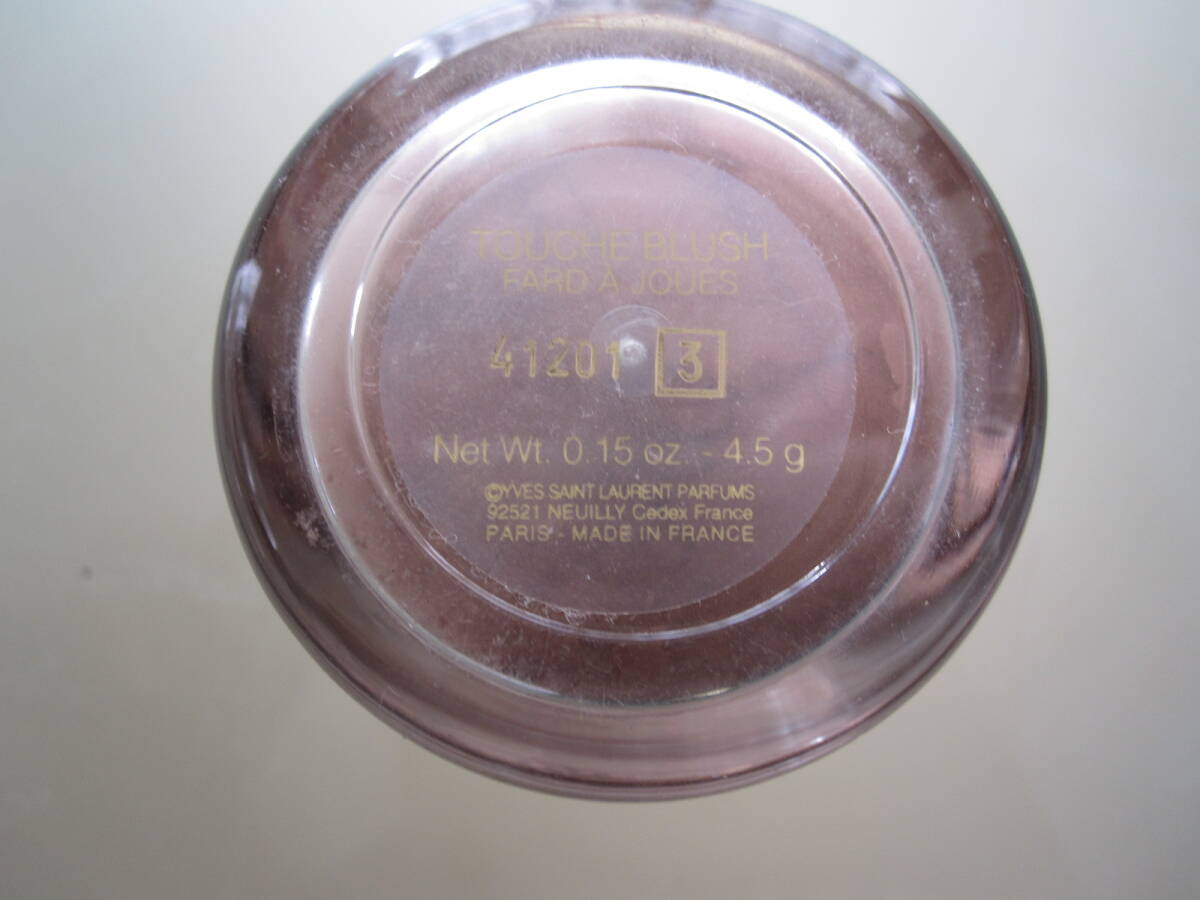 TOUCHE BLUSH
FARD A JOUES
41201 3
Net Wt. 0.15 oz. - 4.5 g
©YVES SAINT LAURENT PARFUMS
92521 NEUILLY Cedex France
PARIS - MADE IN FRANCE